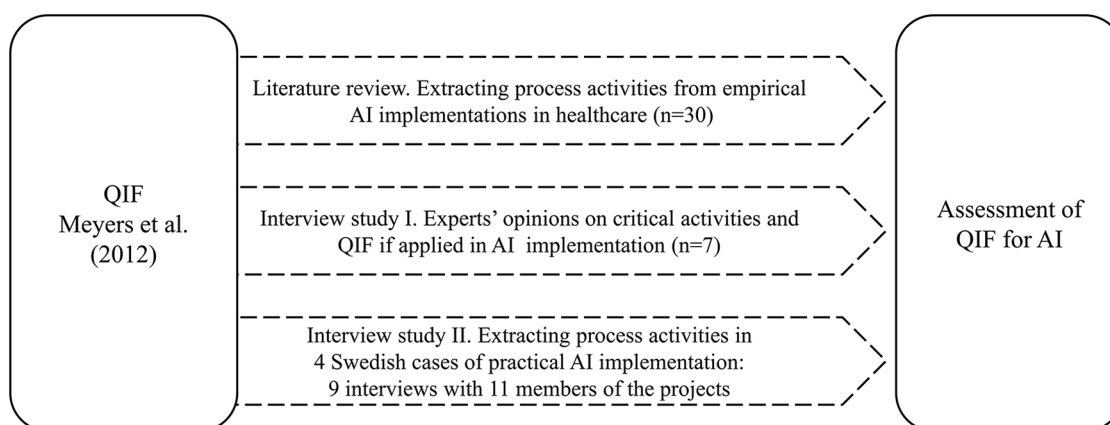 QIF
Meyers et al.
(2012)
Literature review. Extracting process activities from empirical
AI implementations in healthcare (n=30)
Interview study I. Experts’ opinions on critical activities and
QIF if applied in AI implementation (n=7)
Interview study II. Extracting process activities in
4 Swedish cases of practical AI implementation:
9 interviews with 11 members of the projects
Assessment of
QIF for AI